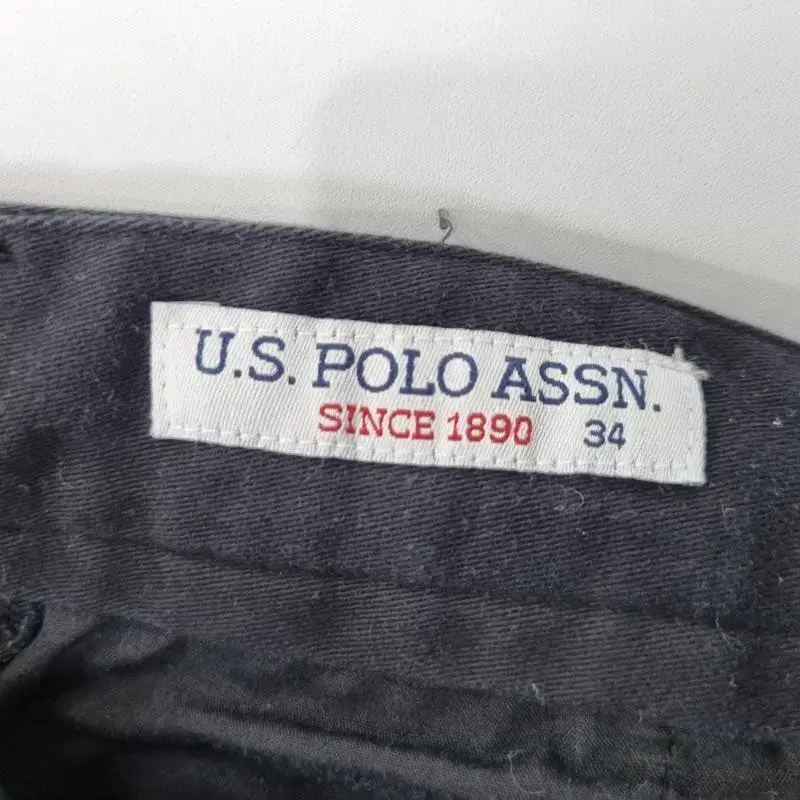 U.S. POLO ASSN.
SINCE 1890 34